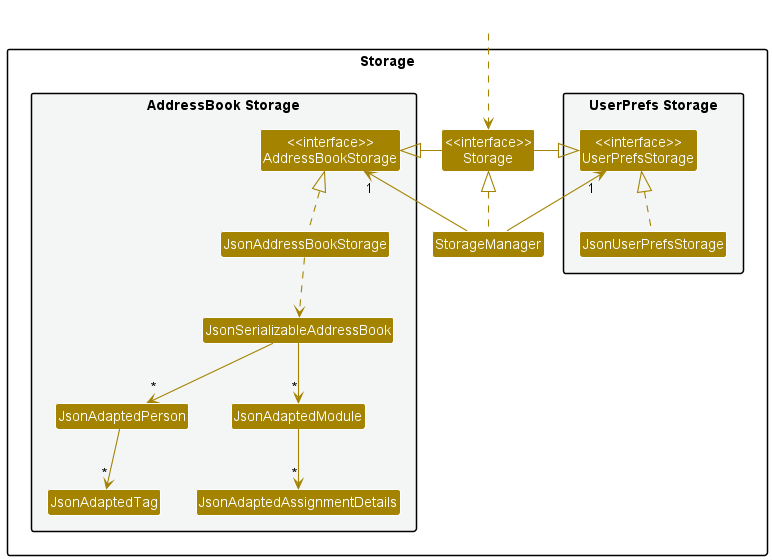 Storage
AddressBook Storage
UserPrefs Storage
<<interface>>
AddressBookStorage
<<interface>>
Storage
<<interface>>
UserPrefsStorage
1
1
JsonAddressBookStorage
StorageManager
JsonUserPrefsStorage
JsonSerializableAddressBook
*
*
JsonAdaptedPerson
JsonAdaptedModule
*
*
JsonAdaptedTag
JsonAdaptedAssignmentDetails